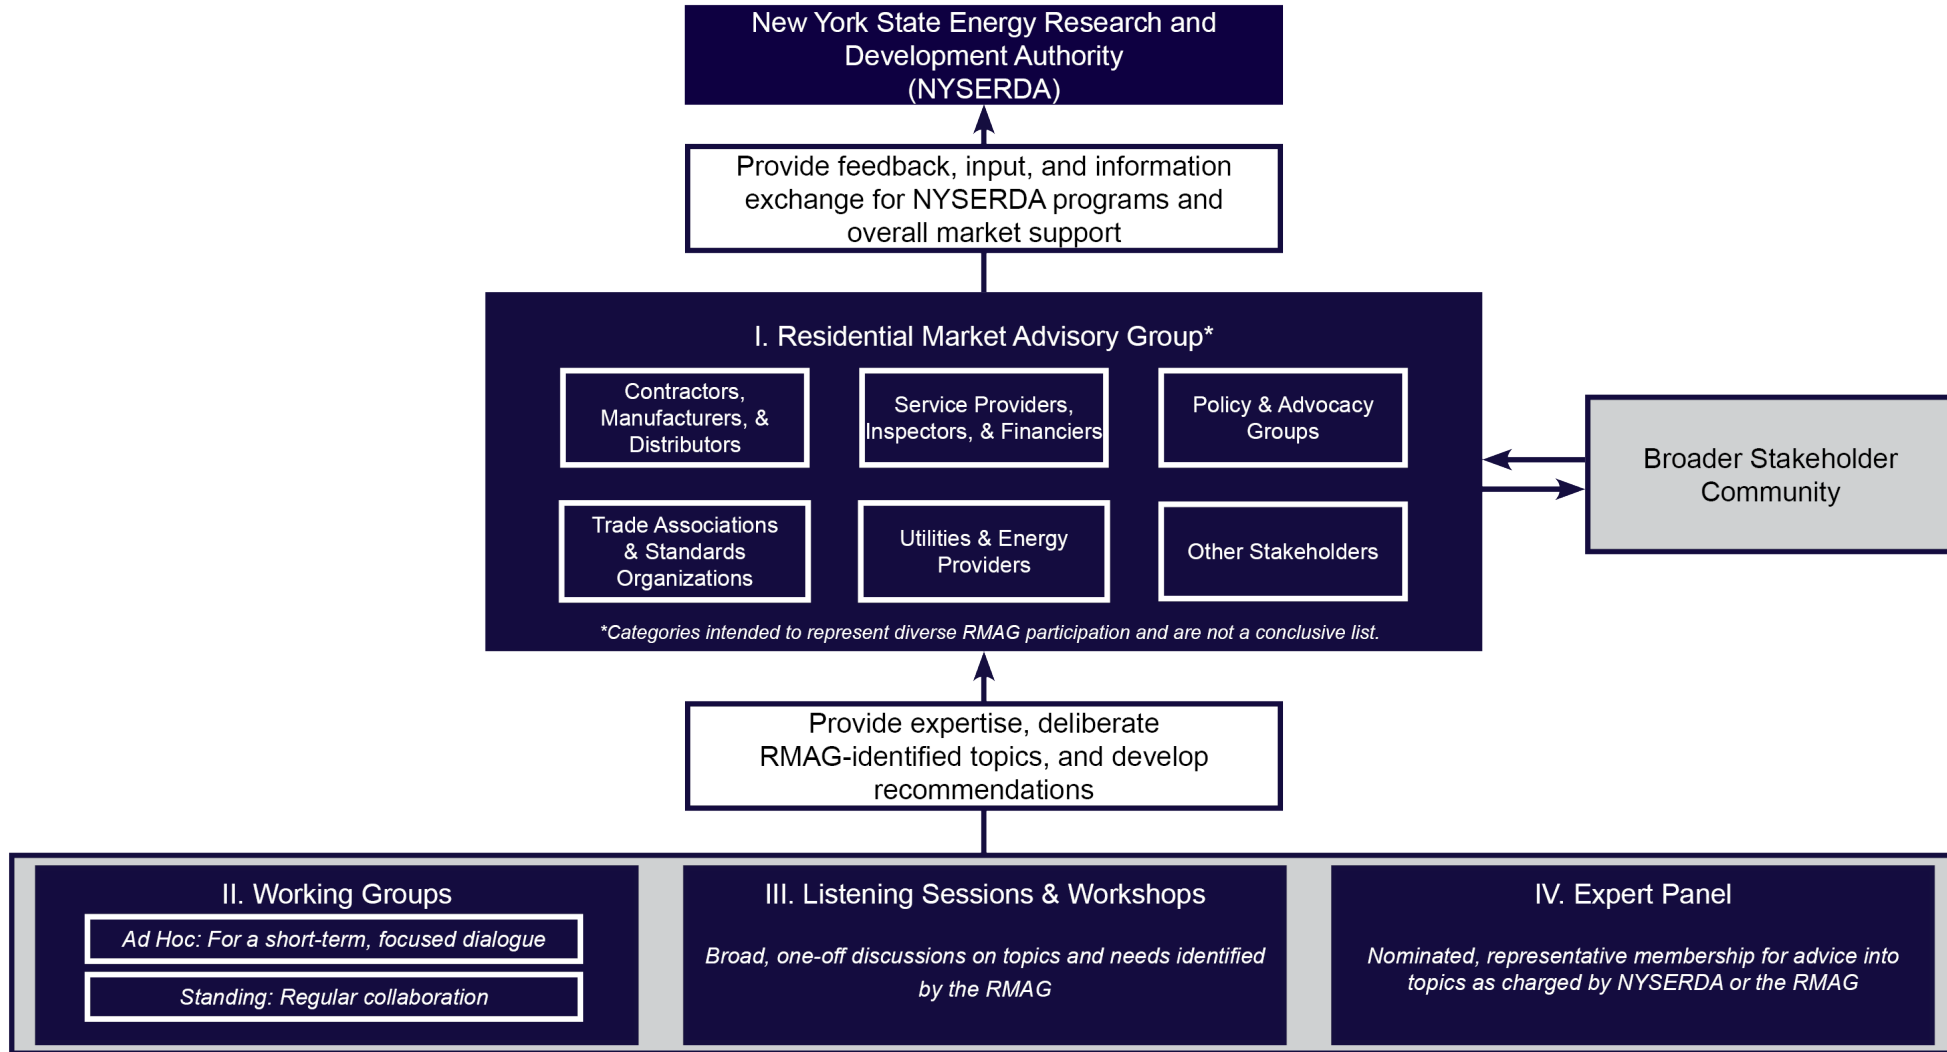 New York State Energy Research and
Development Authority
(NYSERDA)
Provide feedback, input, and information
exchange for NYSERDA programs and
overall market support
I. Residential Market Advisory Group*
Contractors,
Manufacturers, &
Distributors
Service Providers,
Inspectors, & Financiers
Policy & Advocacy
Groups
Trade Associations
& Standards
Organizations
Utilities & Energy
Providers
Other Stakeholders
*Categories intended to represent diverse RMAG participation and are not a conclusive list.
Broader Stakeholder
Community
Provide expertise, deliberate
RMAG-identified topics, and develop
recommendations
II. Working Groups
Ad Hoc: For a short-term, focused dialogue
Standing: Regular collaboration
III. Listening Sessions & Workshops
Broad, one-off discussions on topics and needs identified
by the RMAG
IV. Expert Panel
Nominated, representative membership for advice into
topics as charged by NYSERDA or the RMAG